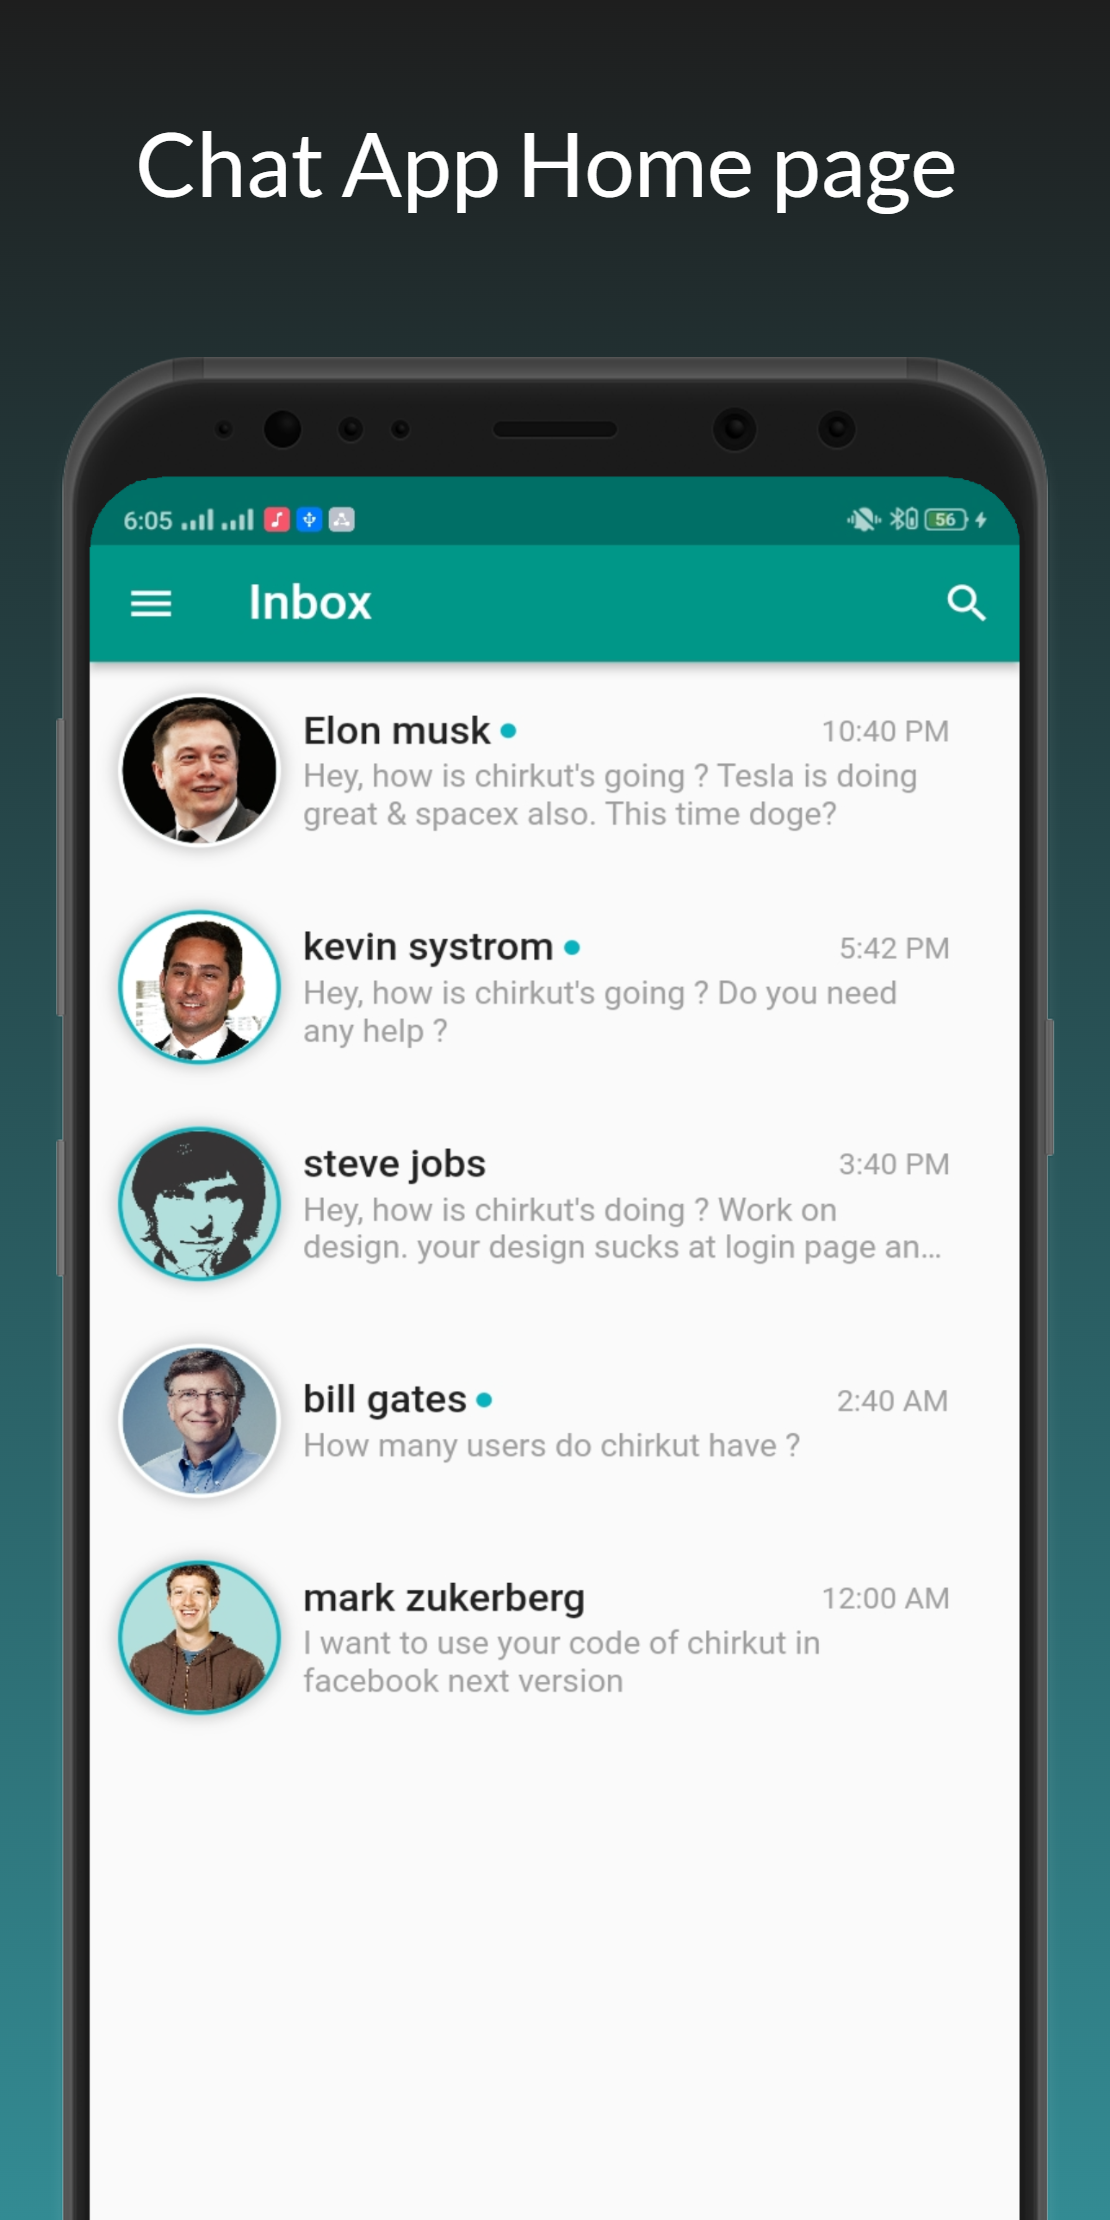 Chat App Home page
6:05
56
Inbox
Elon musk
10:40 PM
Hey, how is chirkut's going ? Tesla is doing
great & spacex also. This time doge?
kevin systrom
5:42 PM
Hey, how is chirkut's going ? Do you need
any help ?
steve jobs
3:40 PM
Hey, how is chirkut's doing ? Work on
design. your design sucks at login page an...
bill gates
2:40 AM
How many users do chirkut have ?
mark zukerberg
12:00 AM
I want to use your code of chirkut in
facebook next version